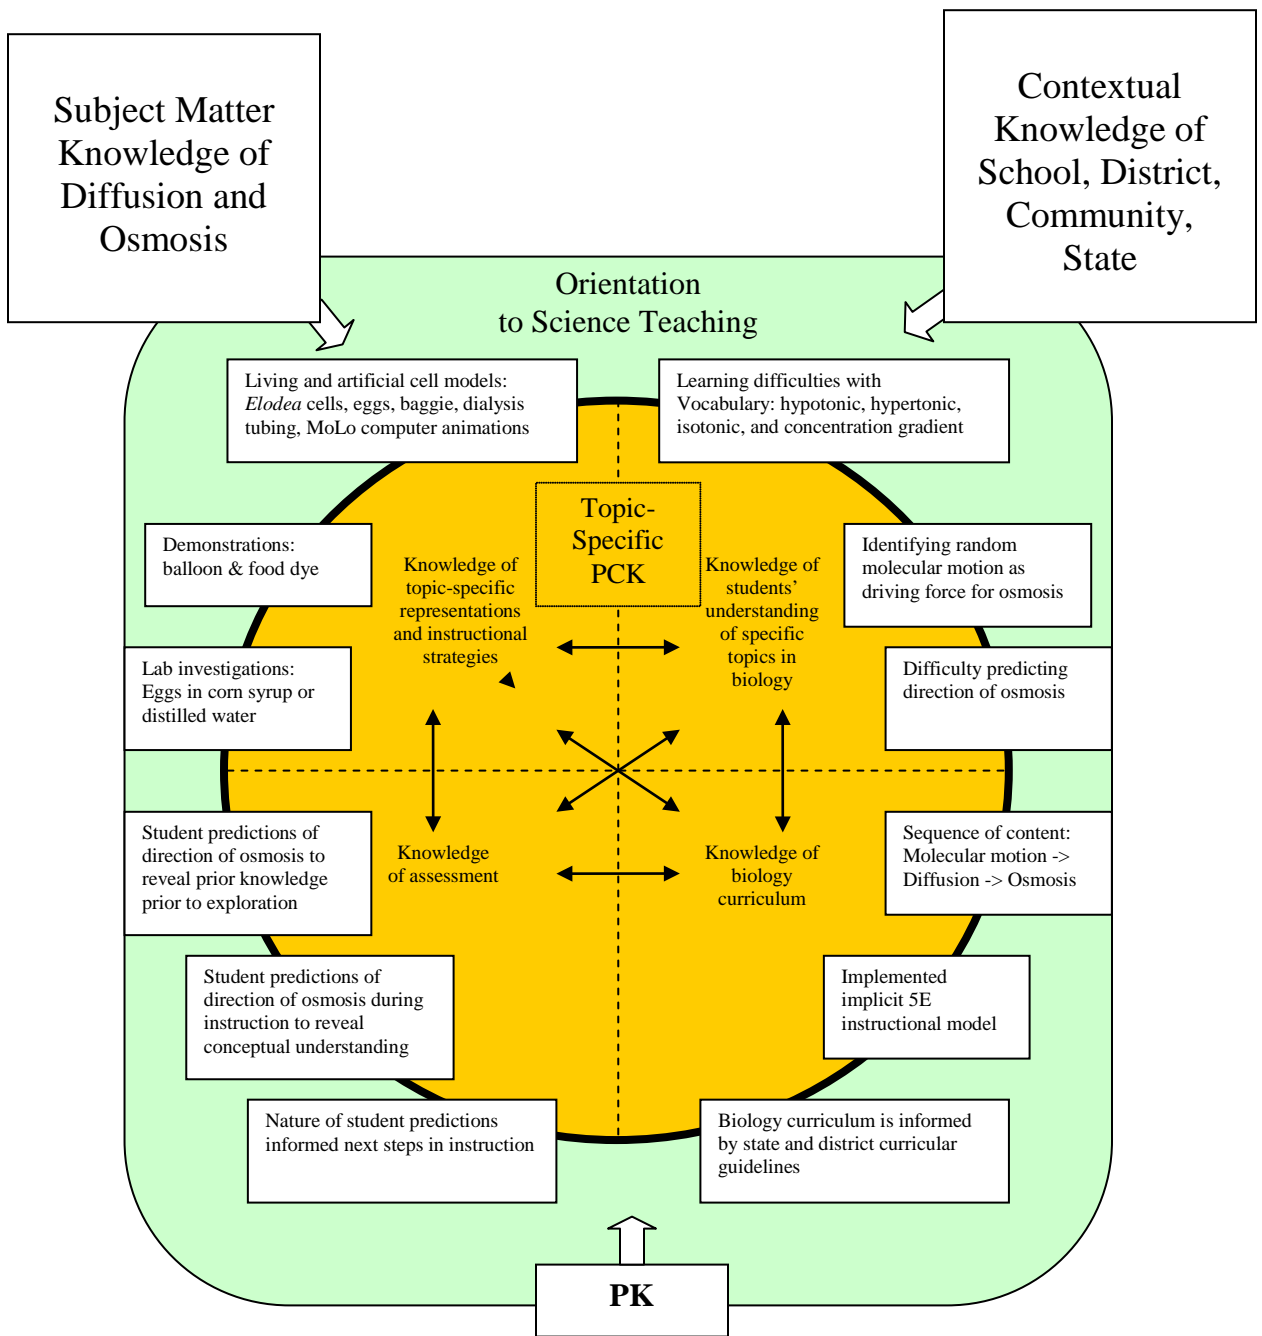 Subject Matter
Knowledge of
Diffusion and
Osmosis
Contextual
Knowledge of
School, District,
Community,
State
Orientation
to Science Teaching
Living and artificial cell models:
Elodea cells, eggs, baggie, dialysis
tubing, MoLo computer animations
Learning difficulties with
Vocabulary: hypotonic, hypertonic,
isotonic, and concentration gradient
Demonstrations:
balloon & food dye
Topic-
Specific
PCK
Knowledge of
topic-specific
representations
and instructional
strategies
Knowledge of
students’
understanding
of specific
topics in
biology
Identifying random
molecular motion as
driving force for osmosis
Lab investigations:
Eggs in corn syrup or
distilled water
Difficulty predicting
direction of osmosis
Student predictions of
direction of osmosis to
reveal prior knowledge
prior to exploration
Knowledge
of assessment
Knowledge of
biology
curriculum
Sequence of content:
Molecular motion ->
Diffusion -> Osmosis
Student predictions of
direction of osmosis during
instruction to reveal
conceptual understanding
Implemented
implicit 5E
instructional model
Nature of student predictions
informed next steps in instruction
Biology curriculum is informed
by state and district curricular
guidelines
PK